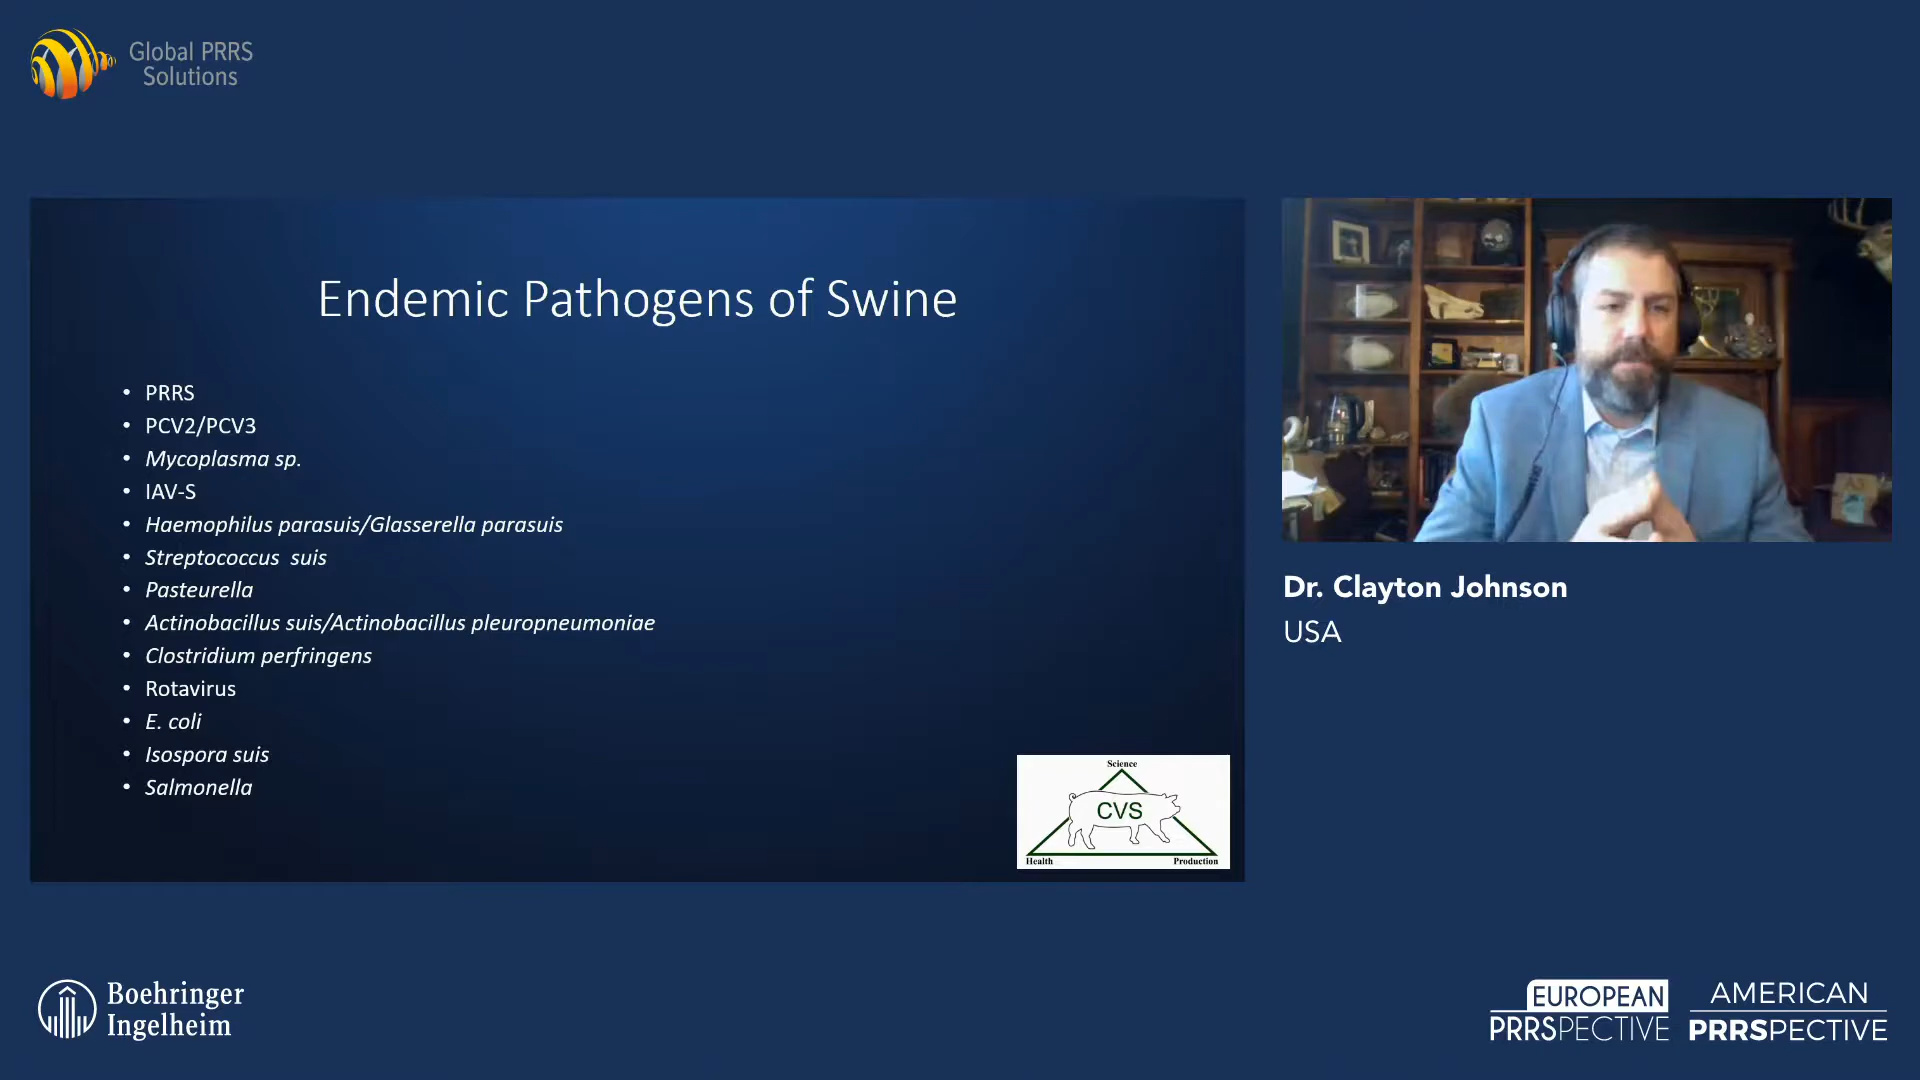 Global PRRS
Solutions
Endemic Pathogens of Swine
• PRRS
• PCV2/PCV3
• Mycoplasma sp.
• IAV-S
• Haemophilus parasuis/Glasserella parasuis
• Streptococcus suis
• Pasteurella
• Actinobacillus suis/Actinobacillus pleuropneumoniae
• Clostridium perfringens
• Rotavirus
• E. coli
• Isospora suis
• Salmonella
Science
CVS
Health
Production
Dr. Clayton Johnson
USA
Boehringer
Ingelheim
EUROPEAN
PRRSPECTIVE
AMERICAN
PRRSPECTIVE